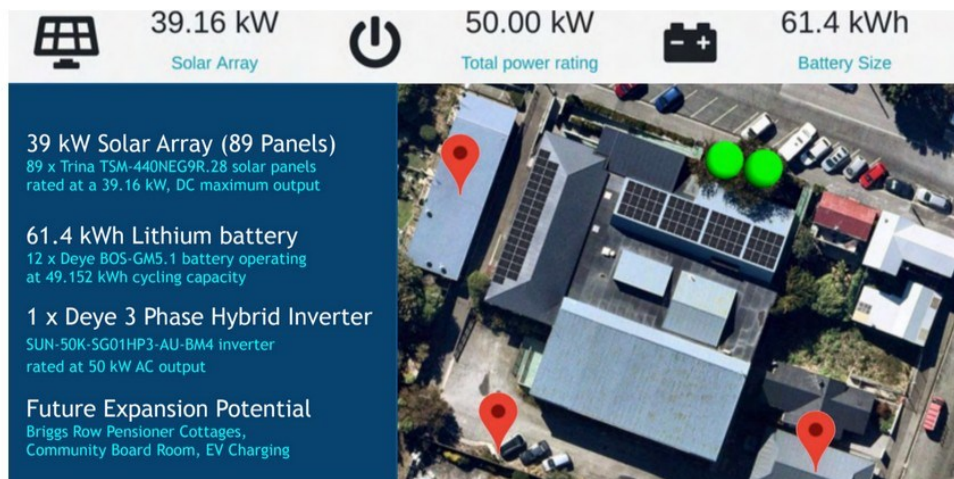 39.16 kW
Solar Array
50.00 kW
Total power rating
61.4 kWh
Battery Size
39 kW Solar Array (89 Panels)
89 x Trina TSM-440NEG9R.28 solar panels
rated at a 39.16 kW, DC maximum output
61.4 kWh Lithium battery
12 x Deye BOS-GM5.1 battery operating
at 49.152 kWh cycling capacity
1 x Deye 3 Phase Hybrid Inverter
SUN-50K-SG01HP3-AU-BM4 inverter
rated at 50 kW AC output
Future Expansion Potential
Briggs Row Pensioner Cottages,
Community Board Room, EV Charging